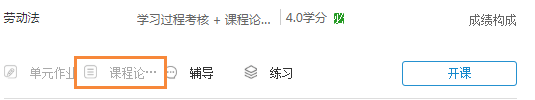 劳动法 学习过程考核 + 课程论... 4.0学分 成绩构成
单元作业 课程论... 辅导 练习 开课